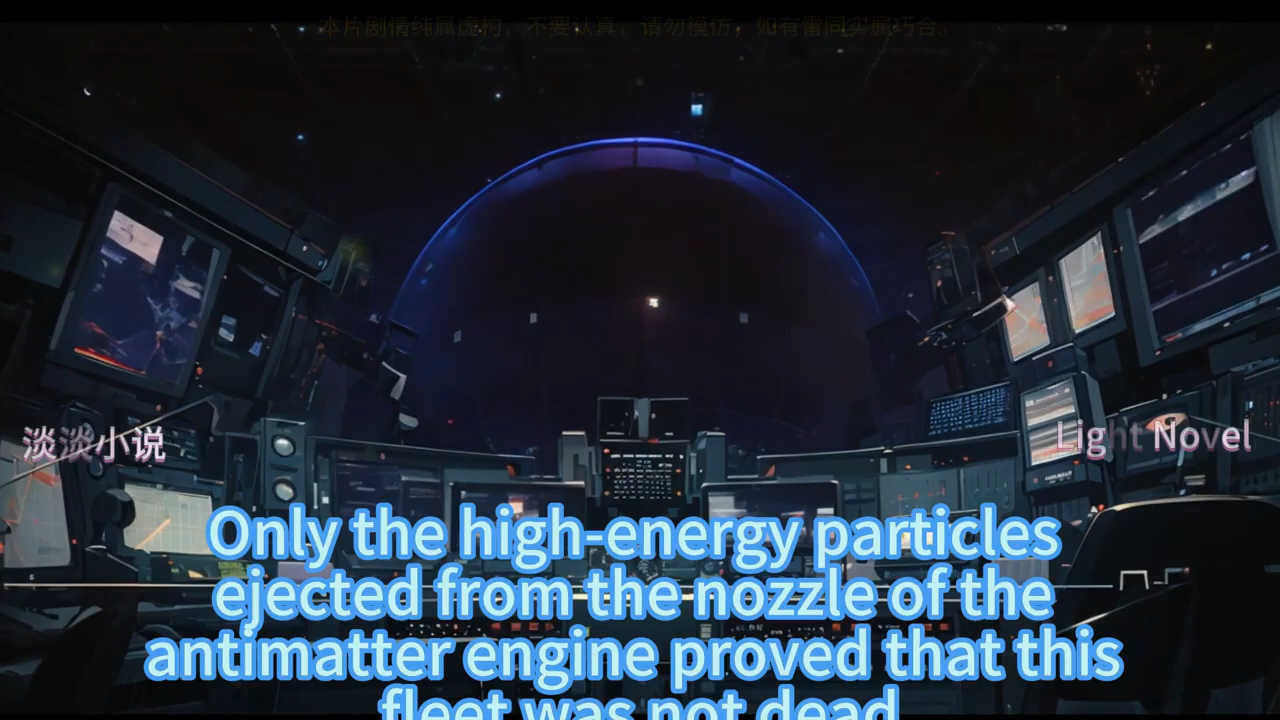 本片剧情纯属虚构，不要认真，请勿模仿，如有雷同实属巧合。
淡淡小说
Light Novel
Only the high-energy particles
ejected from the nozzle of the
antimatter engine proved that this
fleet was not dead